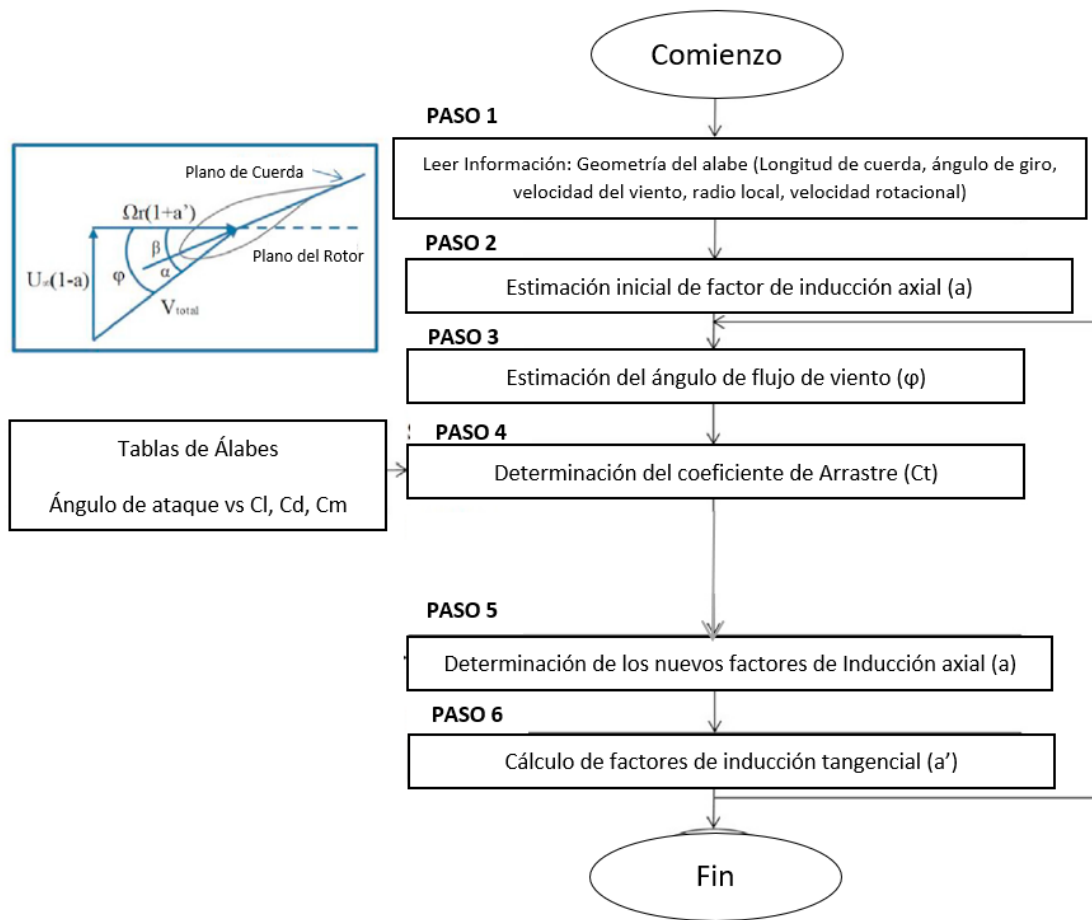 Comienzo
PASO 1
Leer Información: Geometría del alabe (Longitud de cuerda, ángulo de giro,
velocidad del viento, radio local, velocidad rotacional)
Plano de Cuerda
Ωr(1+a’)
Plano del Rotor
β
α
φ
U∞(1-a)
Vtotal
PASO 2
Estimación inicial de factor de inducción axial (a)
PASO 3
Estimación del ángulo de flujo de viento (φ)
PASO 4
Determinación del coeficiente de Arrastre (Ct)
Tablas de Álabes
Ángulo de ataque vs Cl, Cd, Cm
PASO 5
Determinación de los nuevos factores de Inducción axial (a)
PASO 6
Cálculo de factores de inducción tangencial (a’)
Fin